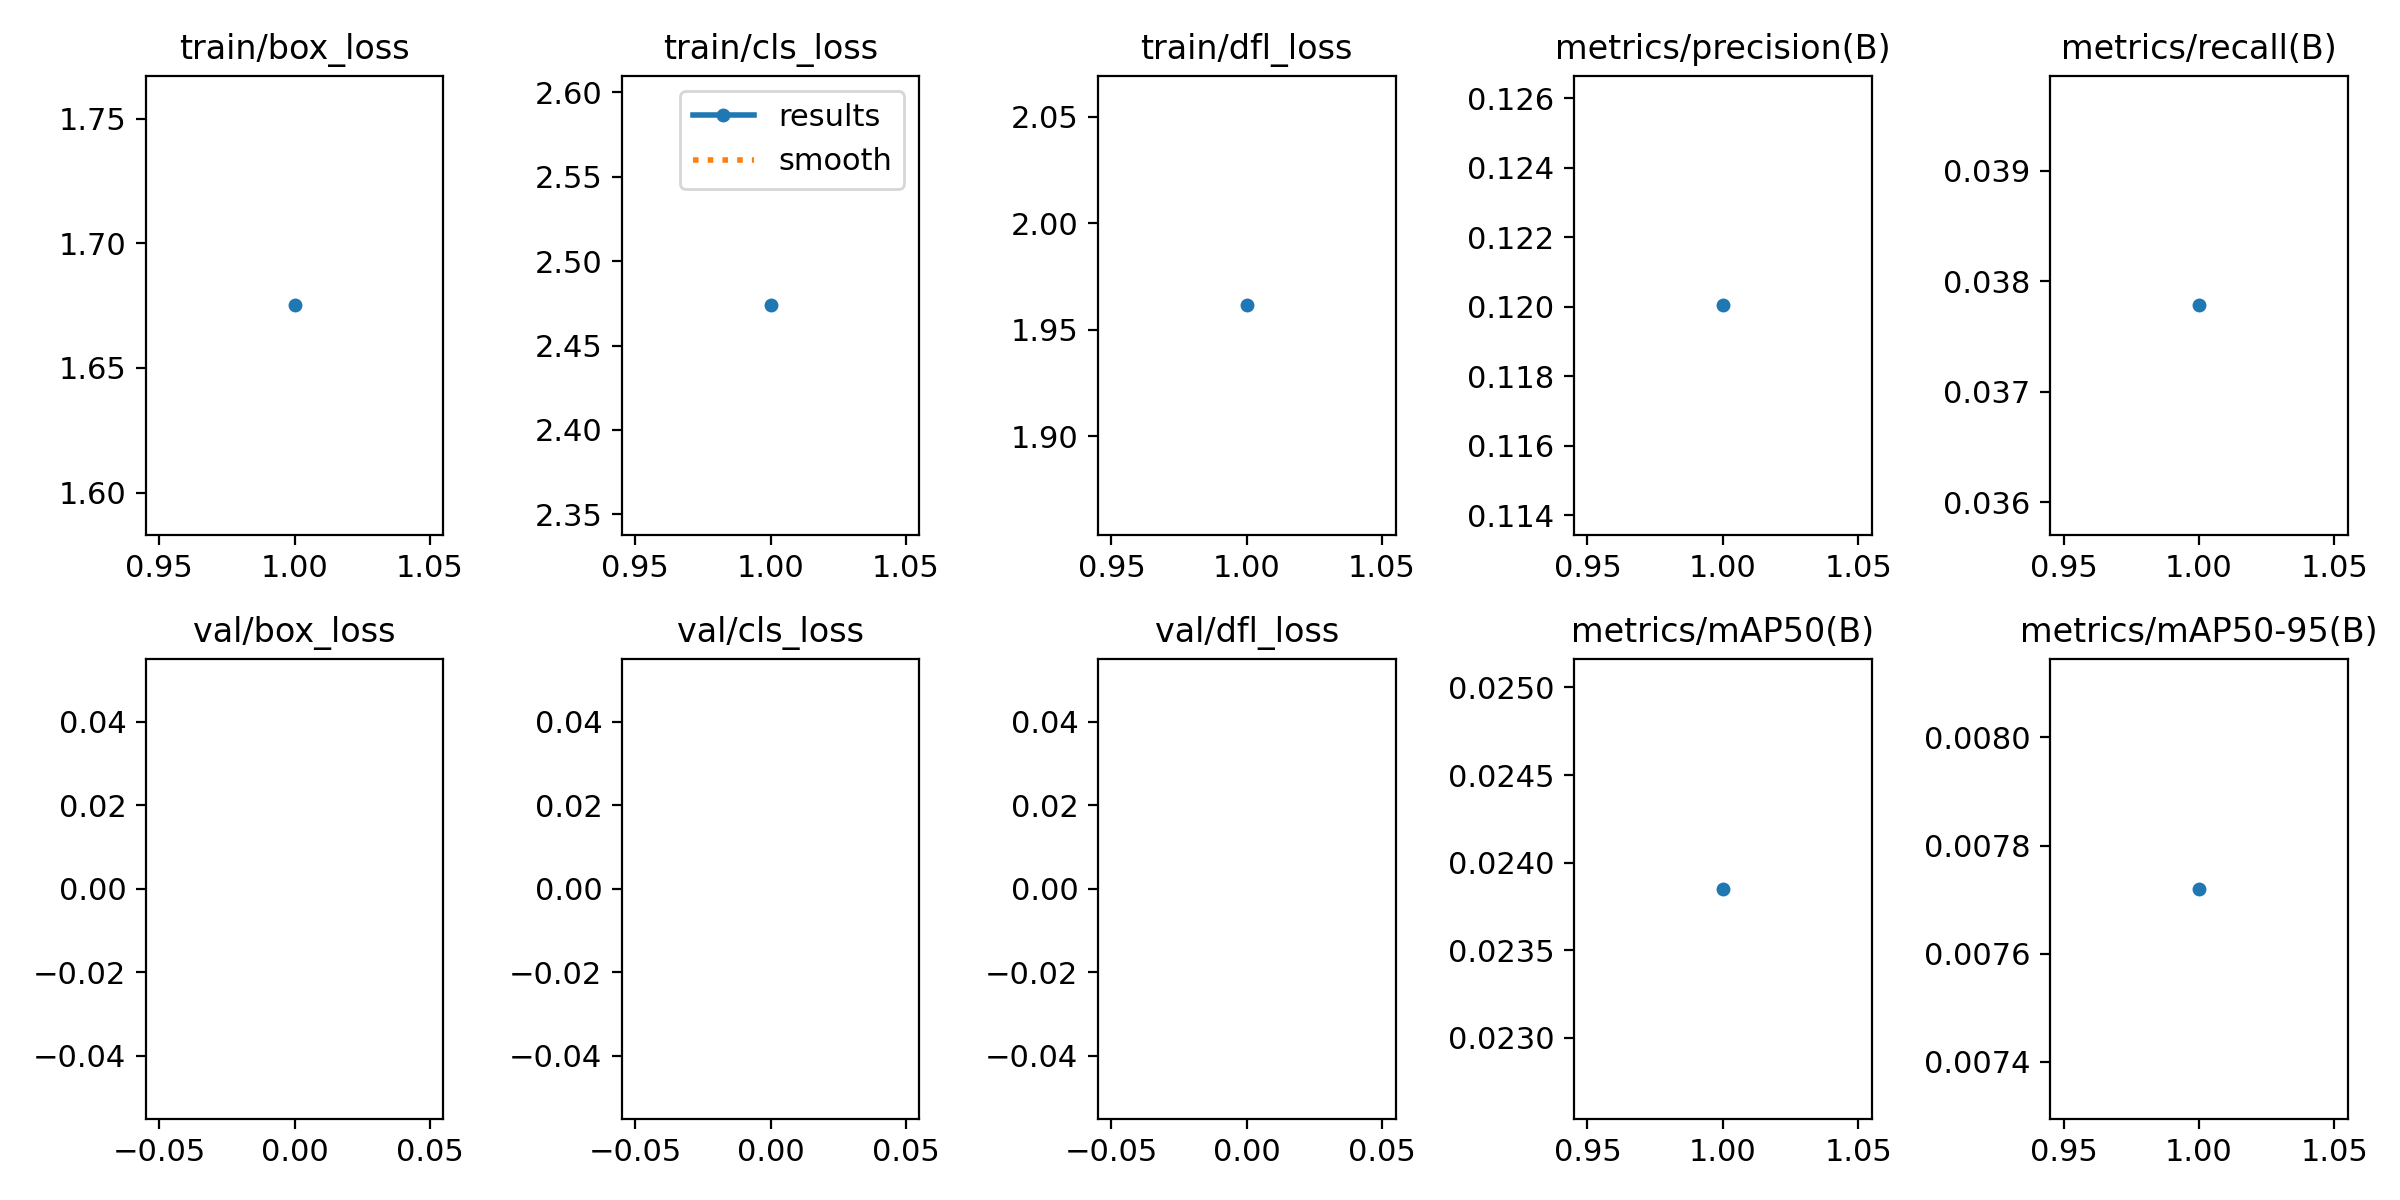 train/box_loss
1.75
1.70
1.65
1.60
0.95 1.00 1.05
train/cls_loss
results
smooth
2.60
2.55
2.50
2.45
2.40
2.35
0.95 1.00 1.05
train/dfl_loss
2.05
2.00
1.95
1.90
0.95 1.00 1.05
metrics/precision(B)
0.126
0.124
0.122
0.120
0.118
0.116
0.114
0.95 1.00 1.05
metrics/recall(B)
0.039
0.038
0.037
0.036
0.95 1.00 1.05
val/box_loss
0.04
0.02
0.00
−0.02
−0.04
−0.05 0.00 0.05
val/cls_loss
0.04
0.02
0.00
−0.02
−0.04
−0.05 0.00 0.05
val/dfl_loss
0.04
0.02
0.00
−0.02
−0.04
−0.05 0.00 0.05
metrics/mAP50(B)
0.0250
0.0245
0.0240
0.0235
0.0230
0.95 1.00 1.05
metrics/mAP50-95(B)
0.0080
0.0078
0.0076
0.0074
0.95 1.00 1.05